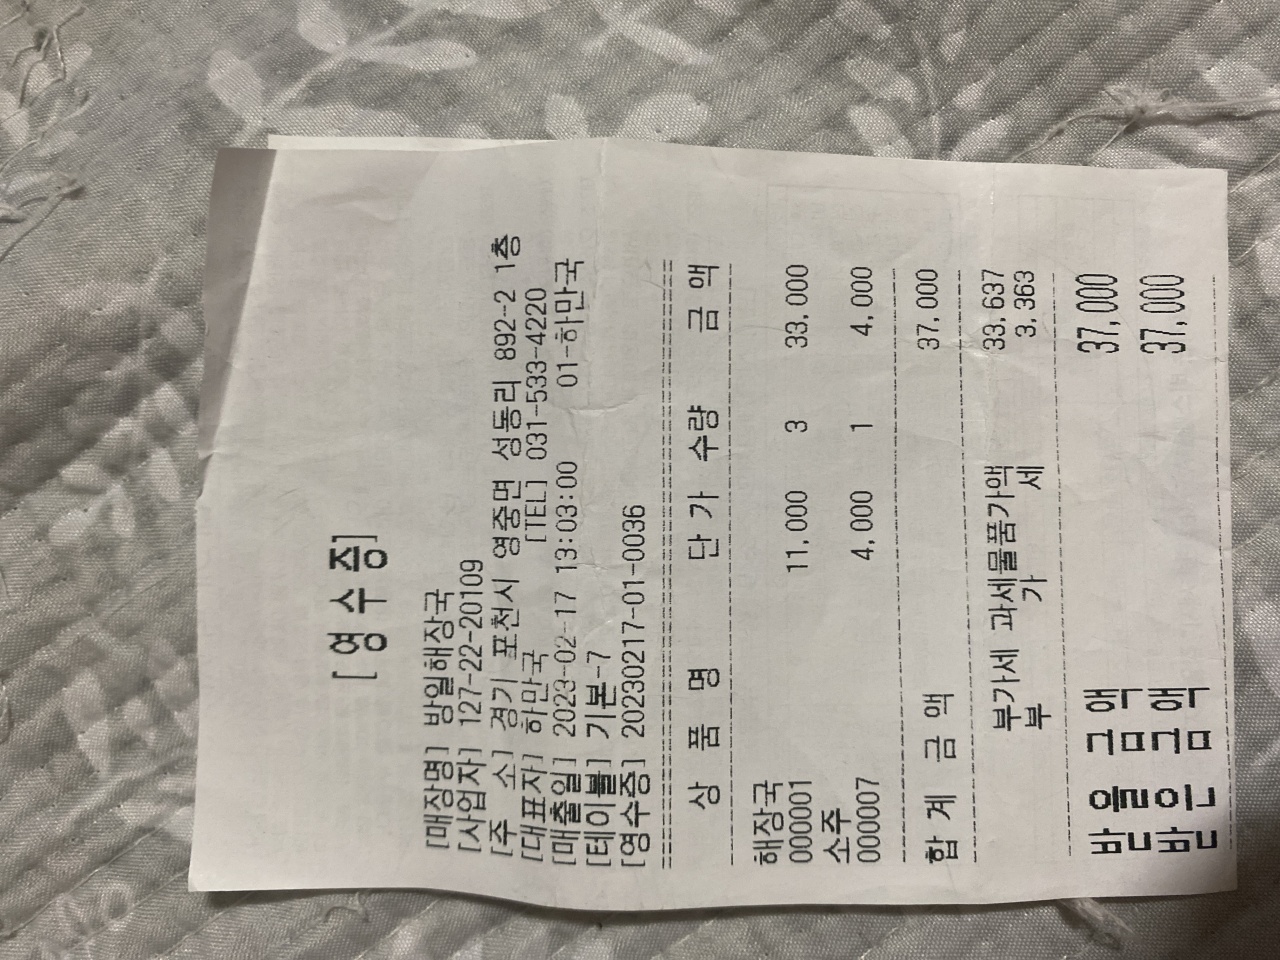 [영 수 증]
[매장명] 방일해장국
[사업자] 127-22-20109
[주 소] 경기 포천시 영중면 성동리 892-2 1층
[대표자] 하만국 [TEL] 031-533-4220
[매출일] 2023-02-17 13:03:00 01-하만국
[테이블] 기본-7
[영수증] 20230217-01-0036
상 품 명 단 가 수량 금 액
해장국
000001 11,000 3 33,000
소주
000007 4,000 1 4,000
합 계 금 액 37,000
부가세 과세물품가액 33,637
부 가 세 3,363
받을금액 37,000
받은금액 37,000